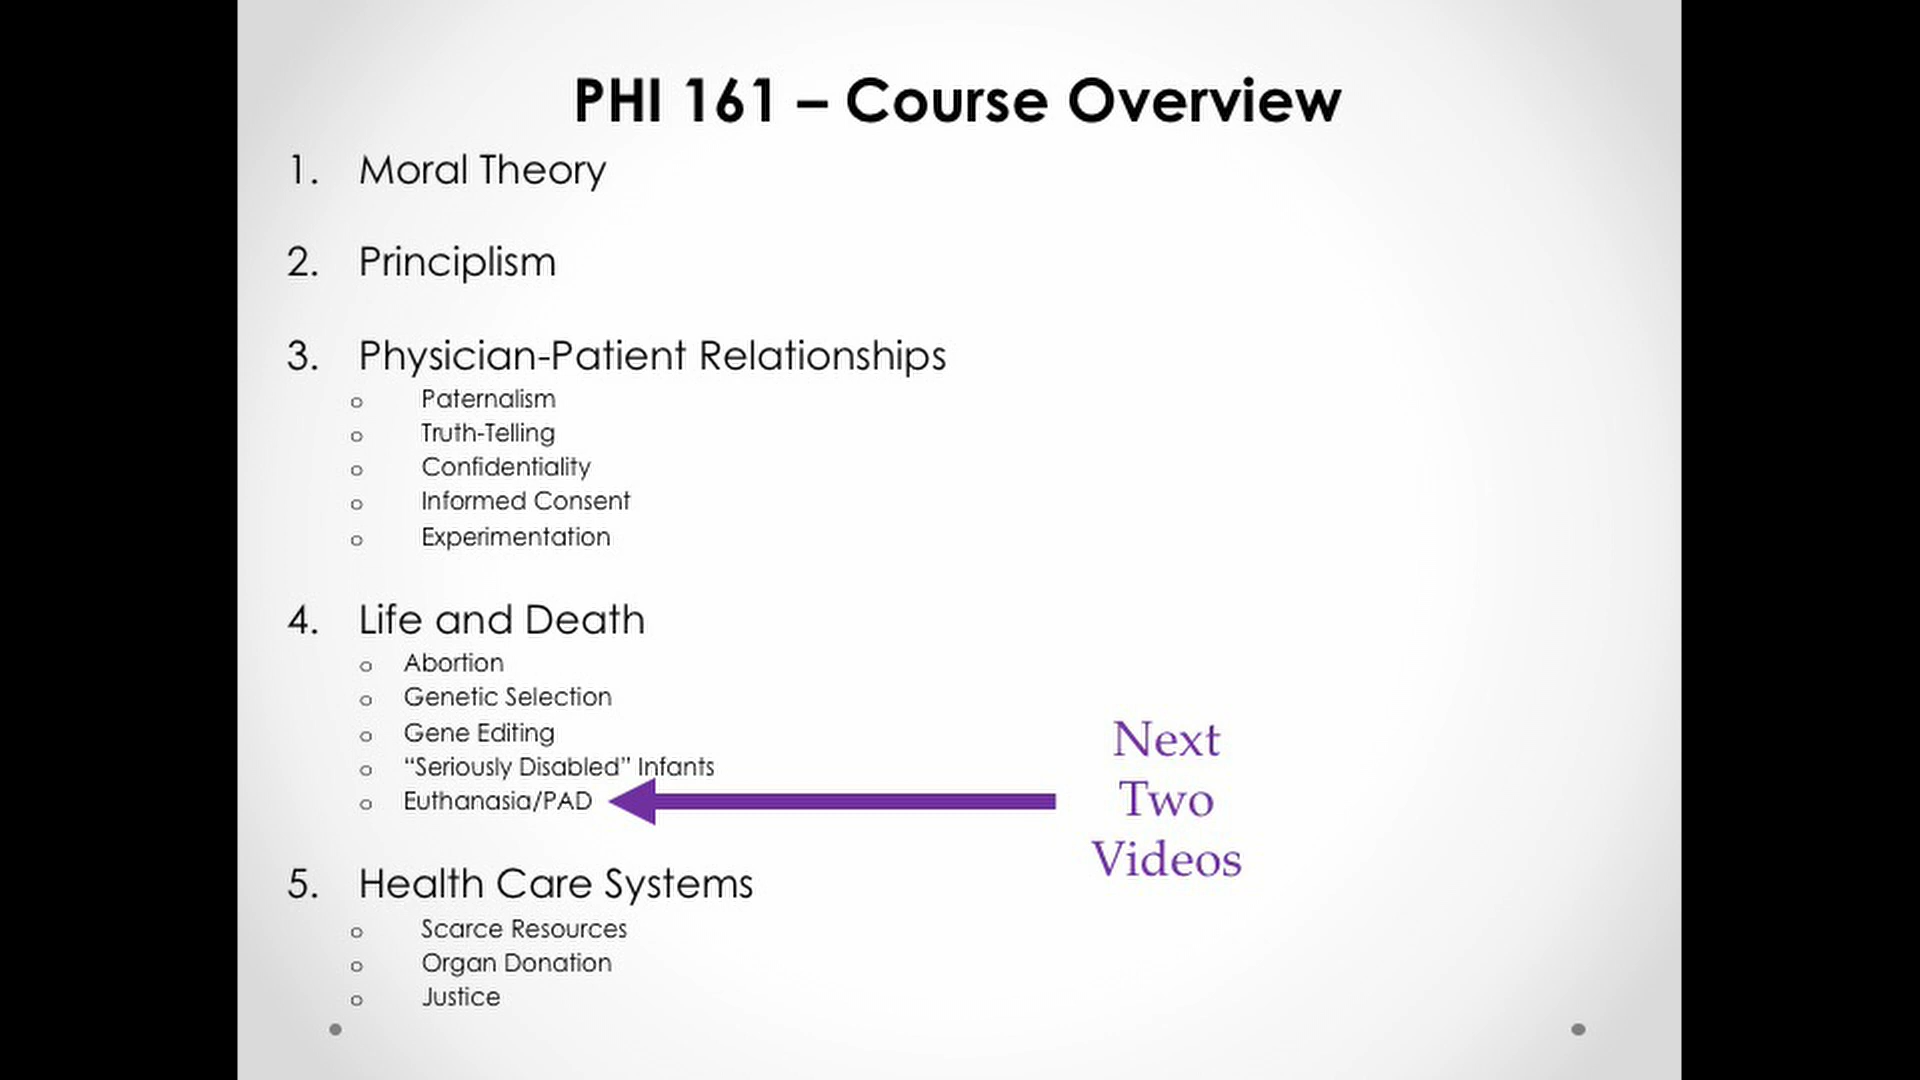 PHI 161 – Course Overview
1. Moral Theory
2. Principlism
3. Physician-Patient Relationships
o Paternalism
o Truth-Telling
o Confidentiality
o Informed Consent
o Experimentation
4. Life and Death
o Abortion
o Genetic Selection
o Gene Editing
o “Seriously Disabled” Infants
o Euthanasia/PAD
Next
Two
Videos
5. Health Care Systems
o Scarce Resources
o Organ Donation
o Justice